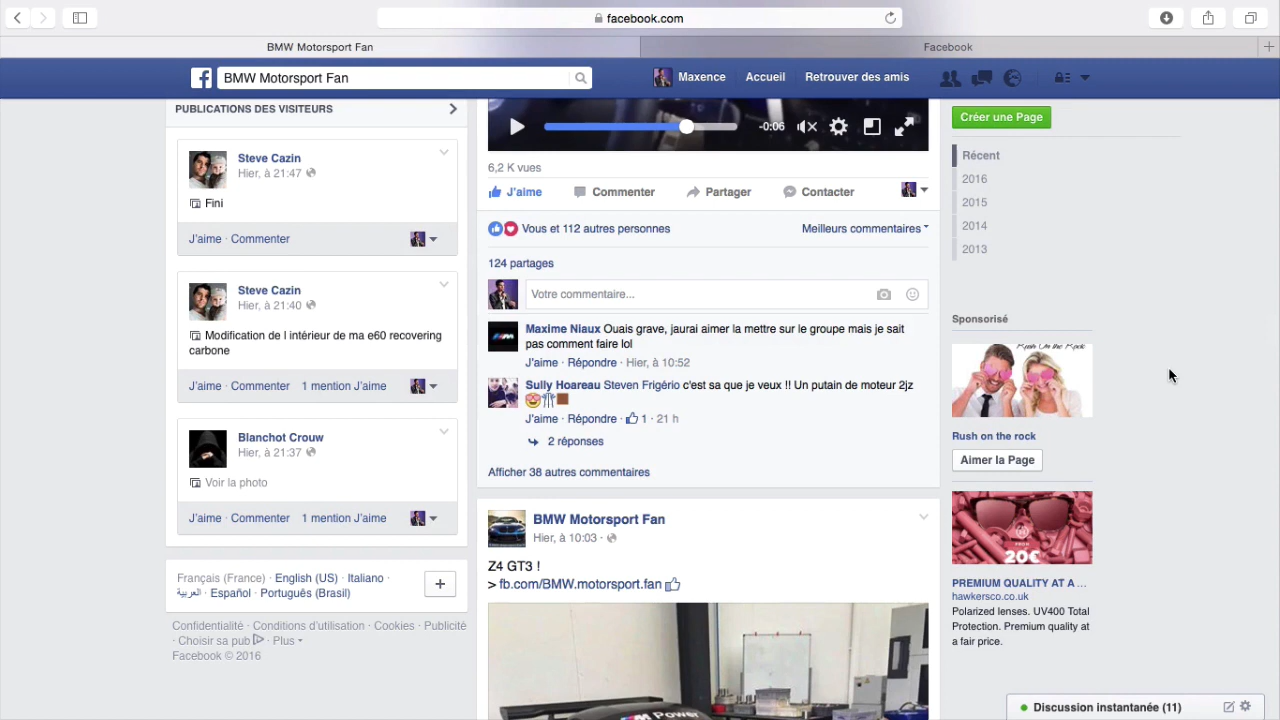 facebook.com
BMW Motorsport Fan
Facebook
BMW Motorsport Fan
Maxence
Accueil
Retrouver des amis
PUBLICATIONS DES VISITEURS
Steve Cazin
Hier, à 21:47
Fini
J'aime · Commenter
Steve Cazin
Hier, à 21:40
Modification de l intérieur de ma e60 recovering
carbone
J'aime · Commenter 1 mention J'aime
Blanchot Crouw
Hier, à 21:37
Voir la photo
J'aime · Commenter 1 mention J'aime
Français (France) · English (US) · Italiano ·
العربية · Español · Português (Brasil)
Confidentialité · Conditions d'utilisation · Cookies · Publicité
· Choisir sa pub · Plus
Facebook © 2016
-0:06
6,2 K vues
J'aime Commenter Partager Contacter
Vous et 112 autres personnes
Meilleurs commentaires
124 partages
Votre commentaire...
Maxime Niaux Ouais grave, jaurai aimer la mettre sur le groupe mais je sait
pas comment faire lol
J'aime · Répondre · Hier, à 10:52
Sully Hoareau Steven Frigério c'est sa que je veux !! Un putain de moteur 2jz
J'aime · Répondre · 1 · 21 h
2 réponses
Afficher 38 autres commentaires
BMW Motorsport Fan
Hier, à 10:03 ·
Z4 GT3 !
> fb.com/BMW.motorsport.fan
M Power
Créer une Page
Récent
2016
2015
2014
2013
Sponsorisé
Rush On the Rock
Rush on the rock
Aimer la Page
FROM
20€
PREMIUM QUALITY AT A ...
hawkersco.co.uk
Polarized lenses. UV400 Total
Protection. Premium quality at
a fair price.
Discussion instantanée (11)